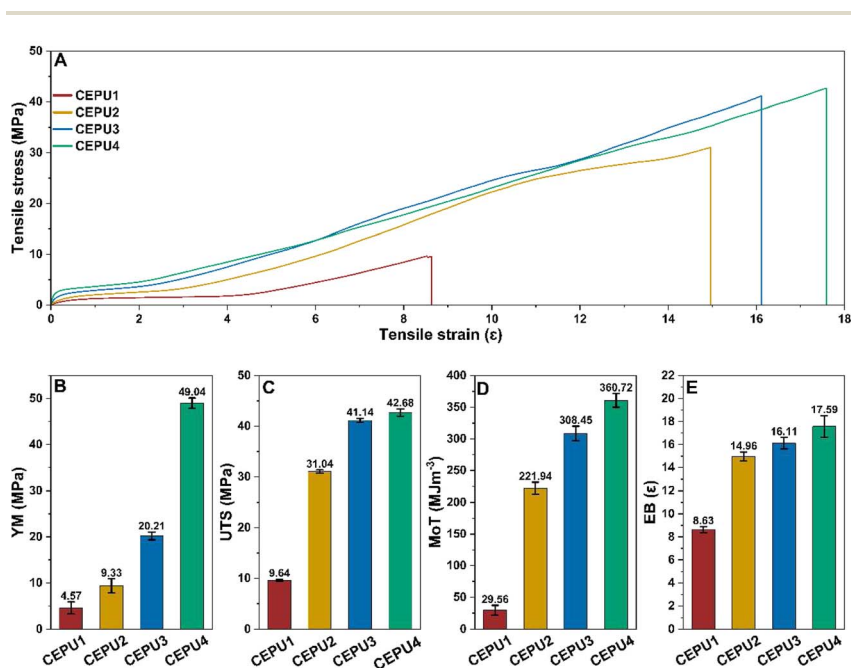 A
50
40
30
20
10
0
Tensile stress (MPa)
CEPU1
CEPU2
CEPU3
CEPU4
0 2 4 6 8 10 12 14 16 18
Tensile strain (ε)
B
YM (MPa)
50
40
30
20
10
0
4.57
9.33
20.21
49.04
CEPU1 CEPU2 CEPU3 CEPU4
C
UTS (MPa)
50
40
30
20
10
0
9.64
31.04
41.14
42.68
CEPU1 CEPU2 CEPU3 CEPU4
D
MoT (MJm⁻³)
400
350
300
250
200
150
100
50
0
29.56
221.94
308.45
360.72
CEPU1 CEPU2 CEPU3 CEPU4
E
EB (ε)
22
20
18
16
14
12
10
8
6
4
2
0
8.63
14.96
16.11
17.59
CEPU1 CEPU2 CEPU3 CEPU4